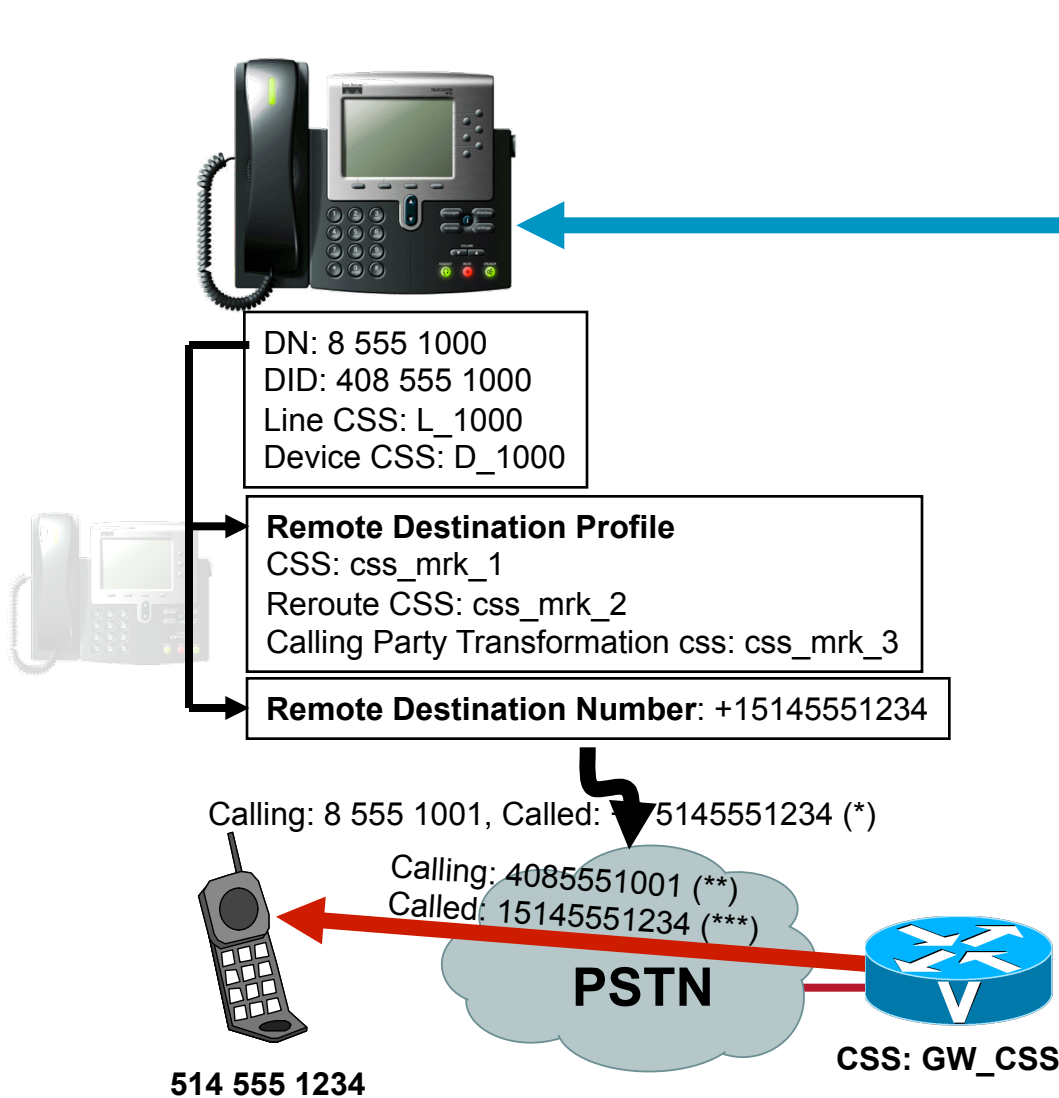 DN: 8 555 1000
DID: 408 555 1000
Line CSS: L_1000
Device CSS: D_1000
Remote Destination Profile
CSS: css_mrk_1
Reroute CSS: css_mrk_2
Calling Party Transformation css: css_mrk_3
Remote Destination Number: +15145551234
Calling: 8 555 1001, Called: 5145551234 (*)
Calling: 4085551001 (**)
Called: 15145551234 (***)
PSTN
V
CSS: GW_CSS
514 555 1234